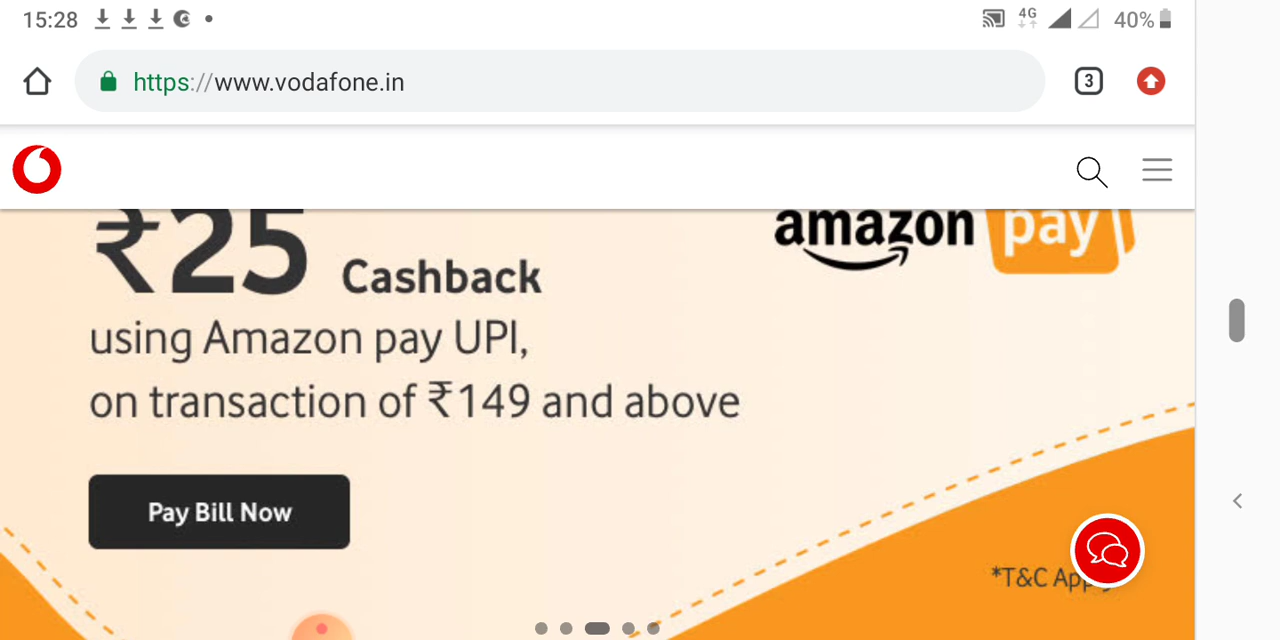 15:28
4G
40%
https://www.vodafone.in
3
₹25 Cashback
amazon pay
using Amazon pay UPI,
on transaction of ₹149 and above
Pay Bill Now
*T&C